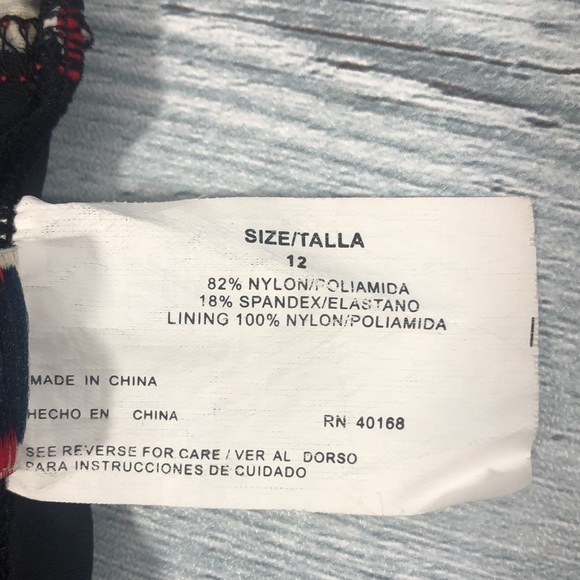 SIZE/TALLA
12
82% NYLON/POLIAMIDA
18% SPANDEX/ELASTANO
LINING 100% NYLON/POLIAMIDA
MADE IN CHINA
HECHO EN CHINA RN 40168
SEE REVERSE FOR CARE / VER AL DORSO
PARA INSTRUCCIONES DE CUIDADO